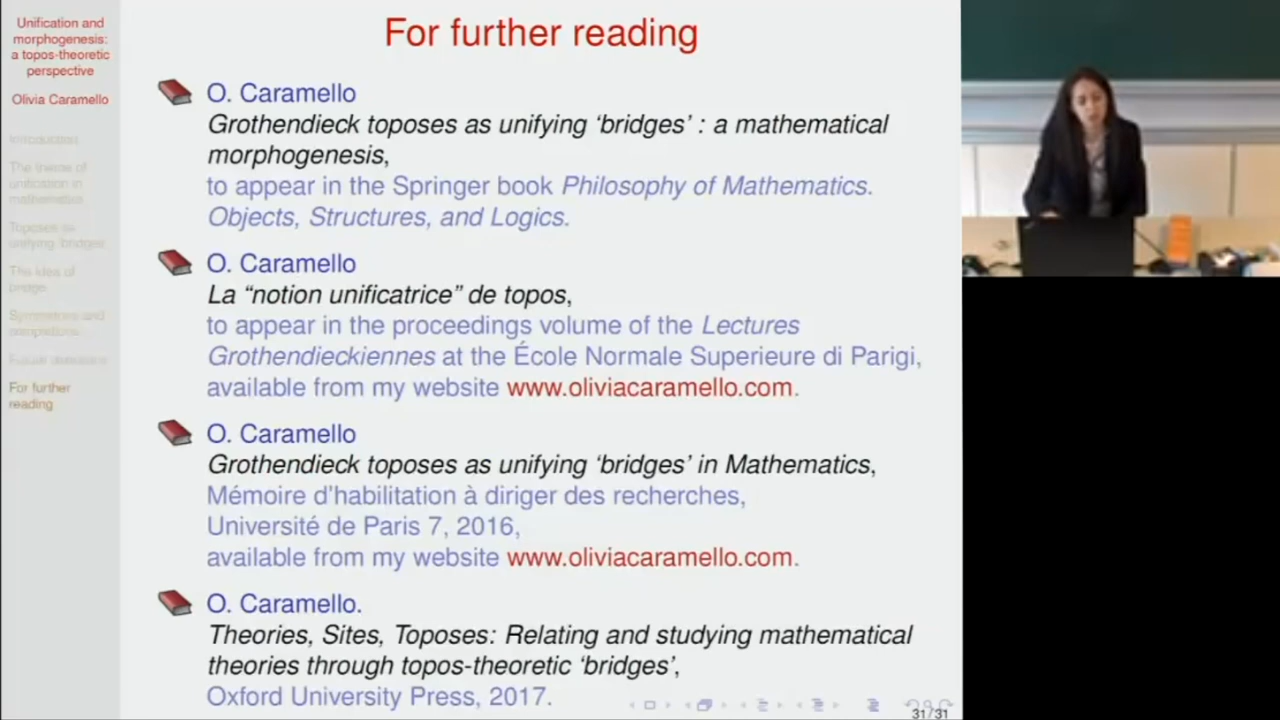 Unification and
morphogenesis:
a topos-theoretic
perspective
Olivia Caramello
Introduction
The theme of
unification in
mathematics
Toposes as
unifying 'bridges'
The idea of
bridge
Symmetries and
completions
Future directions
For further
reading
For further reading
O. Caramello
Grothendieck toposes as unifying ‘bridges’ : a mathematical
morphogenesis,
to appear in the Springer book Philosophy of Mathematics.
Objects, Structures, and Logics.
O. Caramello
La “notion unificatrice” de topos,
to appear in the proceedings volume of the Lectures
Grothendieckiennes at the École Normale Superieure di Parigi,
available from my website www.oliviacaramello.com.
O. Caramello
Grothendieck toposes as unifying ‘bridges’ in Mathematics,
Mémoire d’habilitation à diriger des recherches,
Université de Paris 7, 2016,
available from my website www.oliviacaramello.com.
O. Caramello.
Theories, Sites, Toposes: Relating and studying mathematical
theories through topos-theoretic ‘bridges’,
Oxford University Press, 2017.
31/31